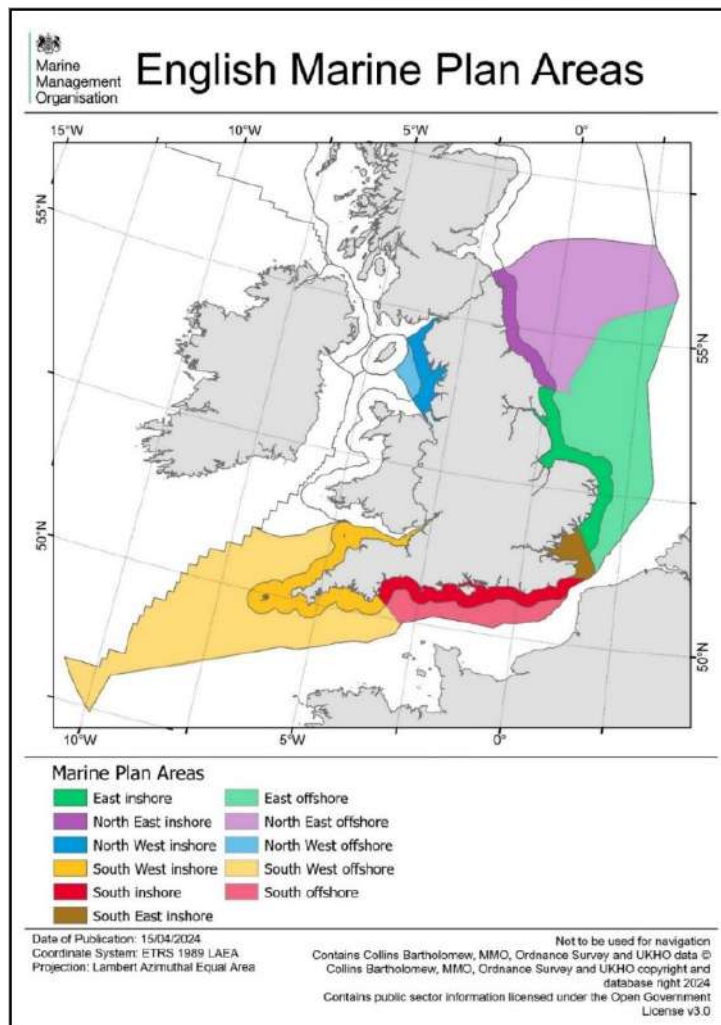 Marine
Management
Organisation
English Marine Plan Areas
15°W
10°W
5°W
0°
55°N
55°N
50°N
50°N
10°W
5°W
0°
Marine Plan Areas
East inshore
East offshore
North East inshore
North East offshore
North West inshore
North West offshore
South West inshore
South West offshore
South inshore
South offshore
South East inshore
Date of Publication: 15/04/2024
Coordinate System: ETRS 1989 LAEA
Projection: Lambert Azimuthal Equal Area
Not to be used for navigation
Contains Collins Bartholomew, MMO, Ordnance Survey and UKHO data ©
Collins Bartholomew, MMO, Ordnance Survey and UKHO copyright and
database right 2024
Contains public sector information licensed under the Open Government
License v3.0